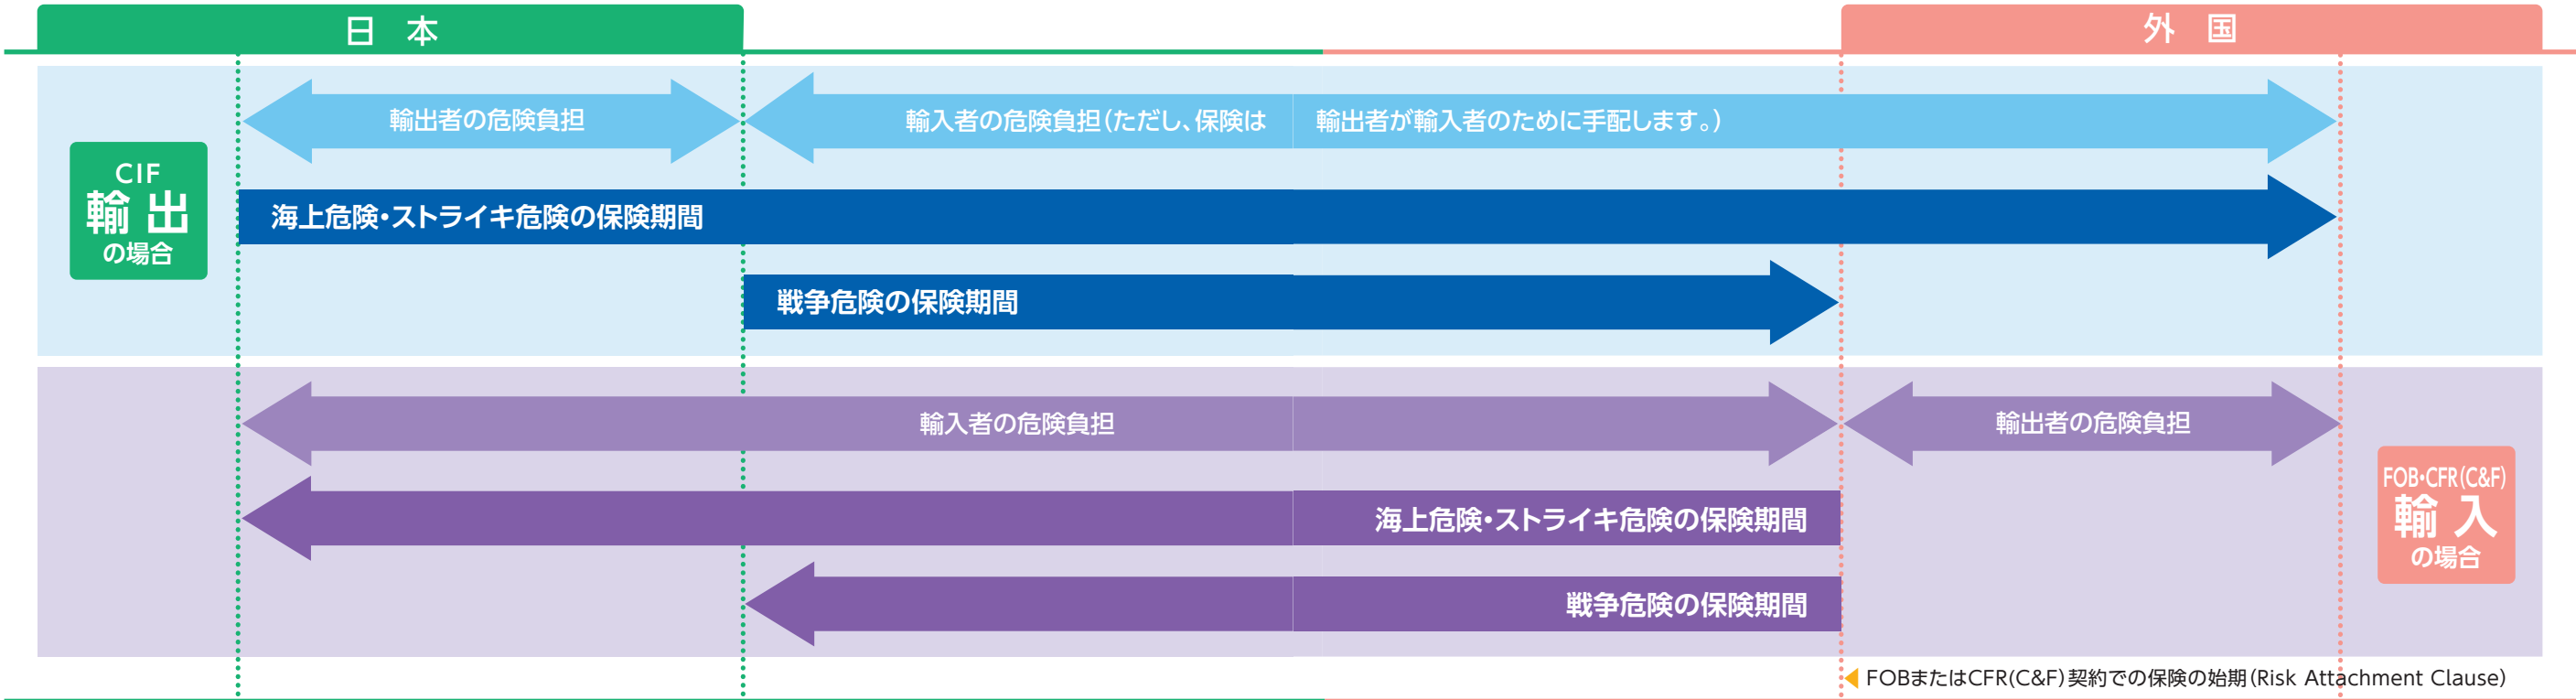 日 本
外 国
輸出者の危険負担
輸入者の危険負担(ただし、保険は 輸出者が輸入者のために手配します。)
CIF
輸 出
の場合
海上危険・ストライキ危険の保険期間
戦争危険の保険期間
輸入者の危険負担
輸出者の危険負担
海上危険・ストライキ危険の保険期間
FOB・CFR(C&F)
輸 入
の場合
戦争危険の保険期間
FOBまたはCFR(C&F)契約での保険の始期(Risk Attachment Clause)